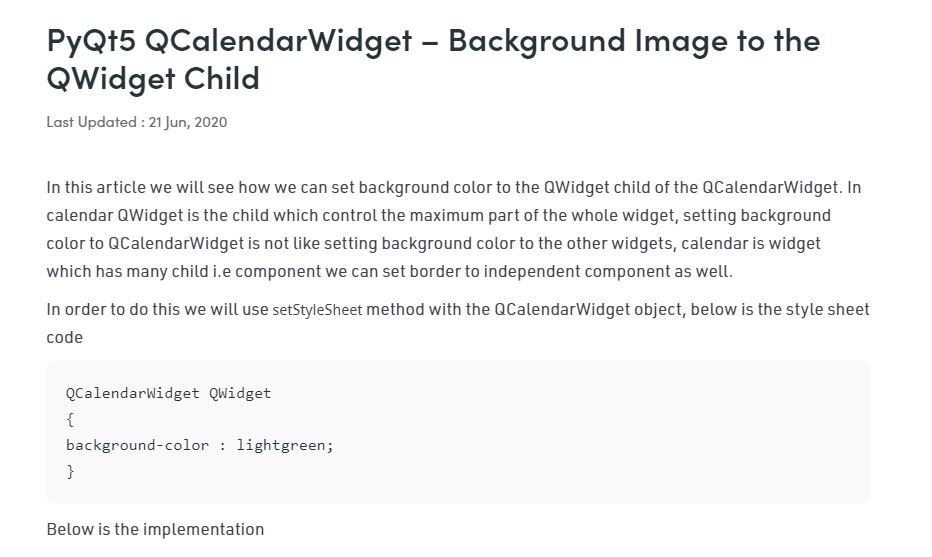 PyQt5 QCalendarWidget – Background Image to the
QWidget Child
Last Updated : 21 Jun, 2020
In this article we will see how we can set background color to the QWidget child of the QCalendarWidget. In
calendar QWidget is the child which control the maximum part of the whole widget, setting background
color to QCalendarWidget is not like setting background color to the other widgets, calendar is widget
which has many child i.e component we can set border to independent component as well.
In order to do this we will use setStyleSheet method with the QCalendarWidget object, below is the style sheet
code
QCalendarWidget QWidget
{
background-color : lightgreen;
}
Below is the implementation